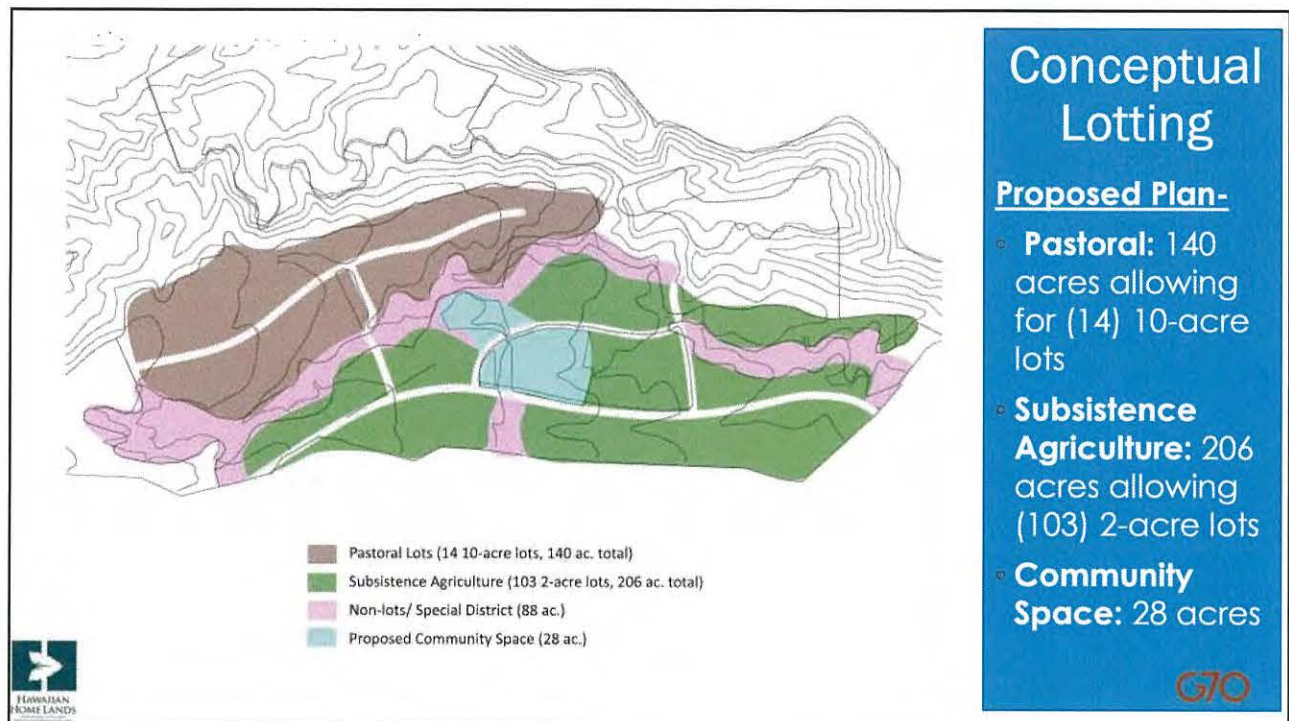 Conceptual
Lotting
Proposed Plan-
Pastoral: 140
acres allowing
for (14) 10-acre
lots
Subsistence
Agriculture: 206
acres allowing
(103) 2-acre lots
Community
Space: 28 acres
Pastoral Lots (14 10-acre lots, 140 ac. total)
Subsistence Agriculture (103 2-acre lots, 206 ac. total)
Non-lots/ Special District (88 ac.)
Proposed Community Space (28 ac.)
HAWAIIAN
HOME LANDS
G70